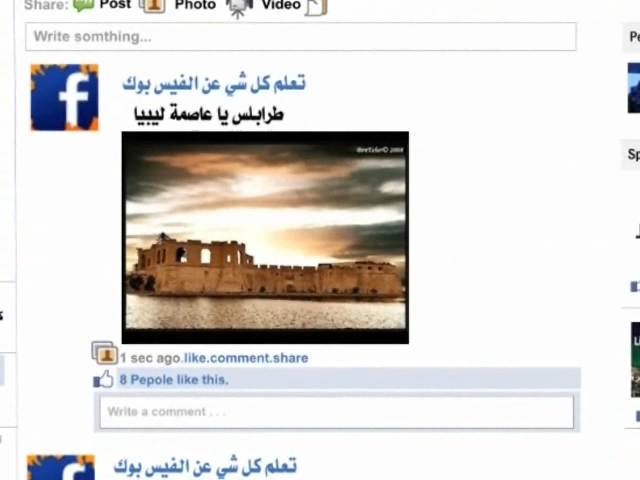 Share: Post Photo Video
Write somthing...
تعلم كل شي عن الفيس بوك
طرابلس يا عاصمة ليبيا
1 sec ago.like.comment.share
8 Pepole like this.
Write a comment . . .
تعلم كل شي عن الفيس بوك